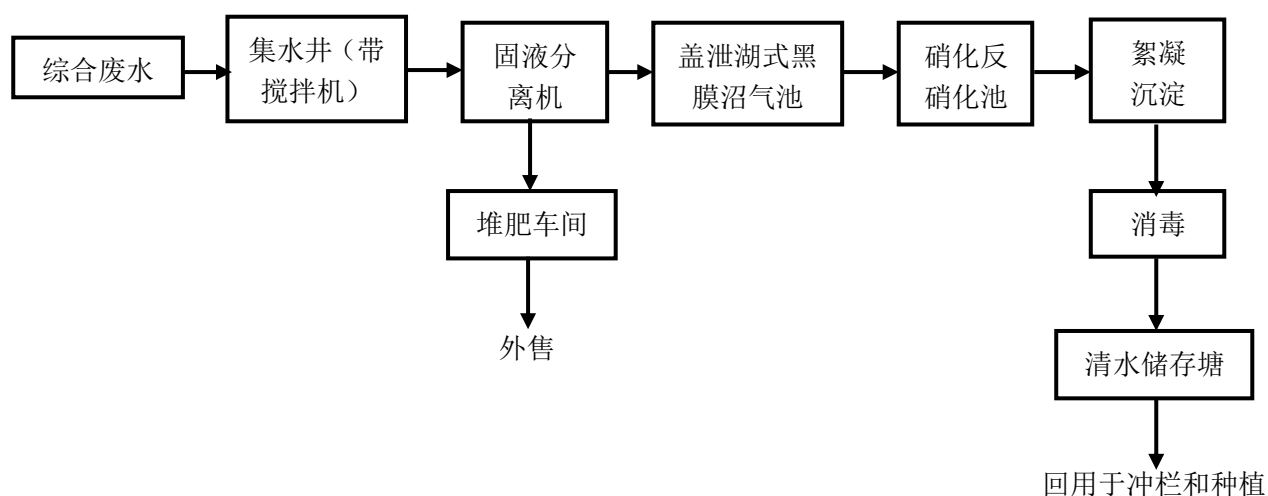 综合废水
集水井（带
搅拌机）
固液分
离机
盖泄湖式黑
膜沼气池
硝化反
硝化池
絮凝
沉淀
堆肥车间
消毒
外售
清水储存塘
回用于冲栏和种植